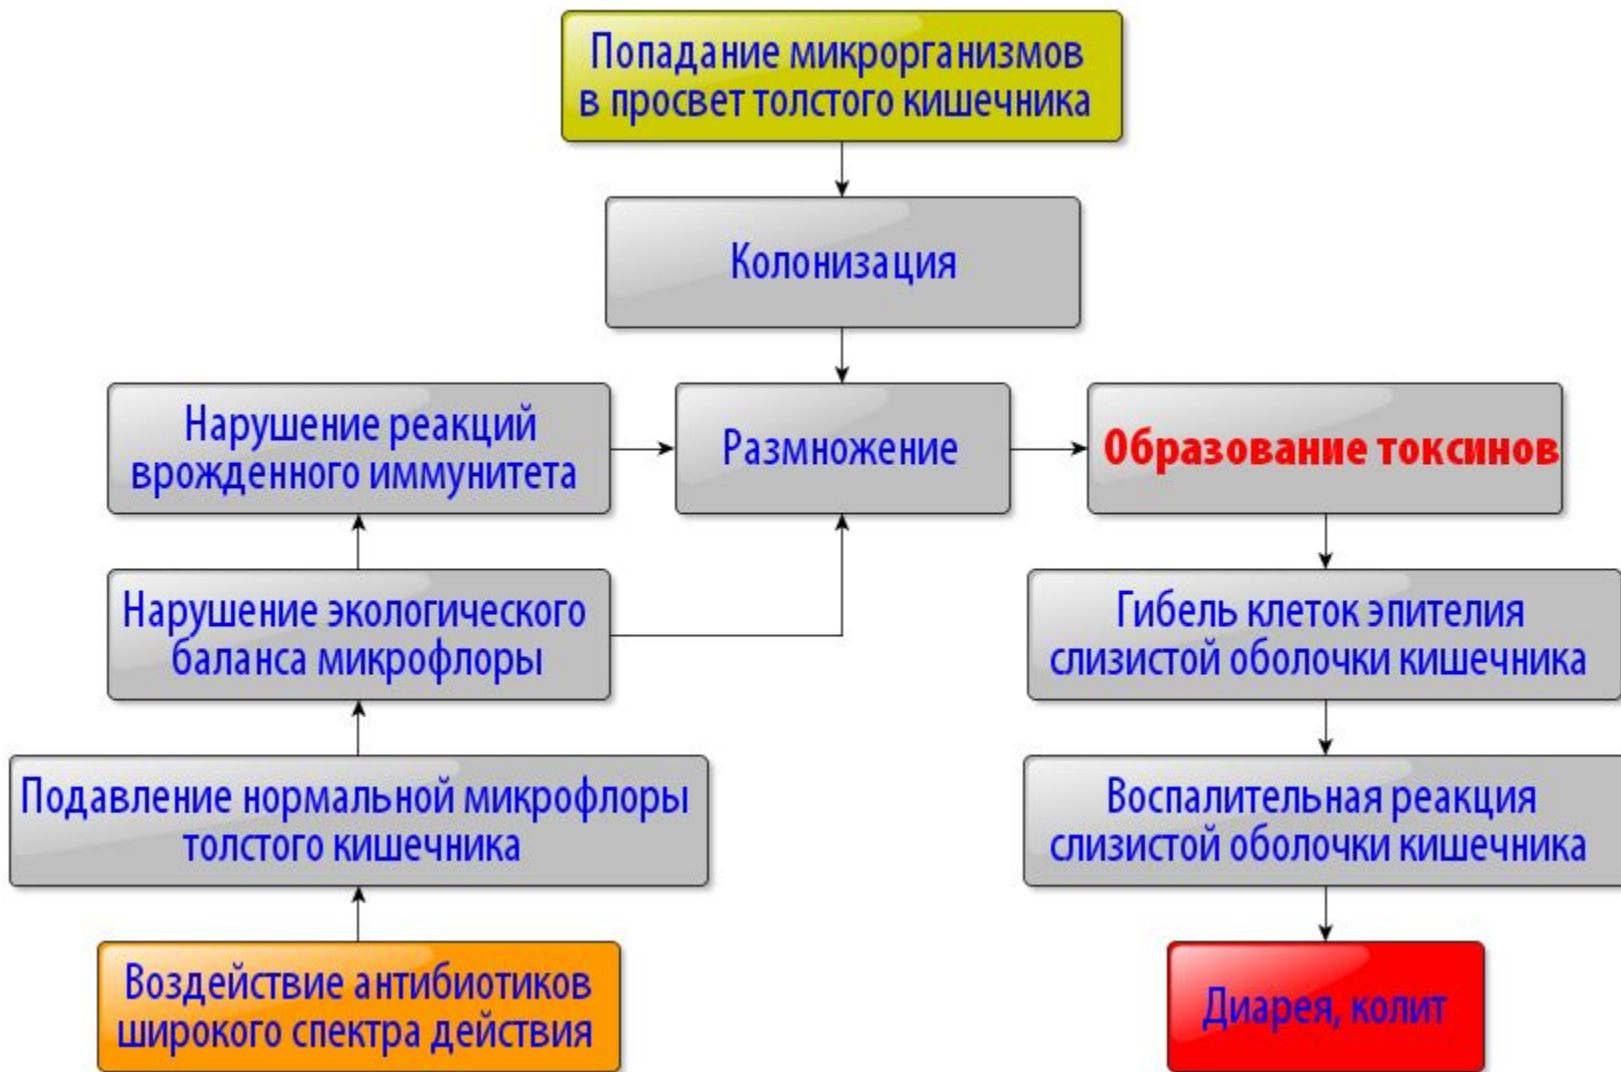 Попадание микрорганизмов
в просвет толстого кишечника
Колонизация
Нарушение реакций
врожденного иммунитета
Размножение
Образование токсинов
Нарушение экологического
баланса микрофлоры
Гибель клеток эпителия
слизистой оболочки кишечника
Подавление нормальной микрофлоры
толстого кишечника
Воспалительная реакция
слизистой оболочки кишечника
Воздействие антибиотиков
широкого спектра действия
Диарея, колит